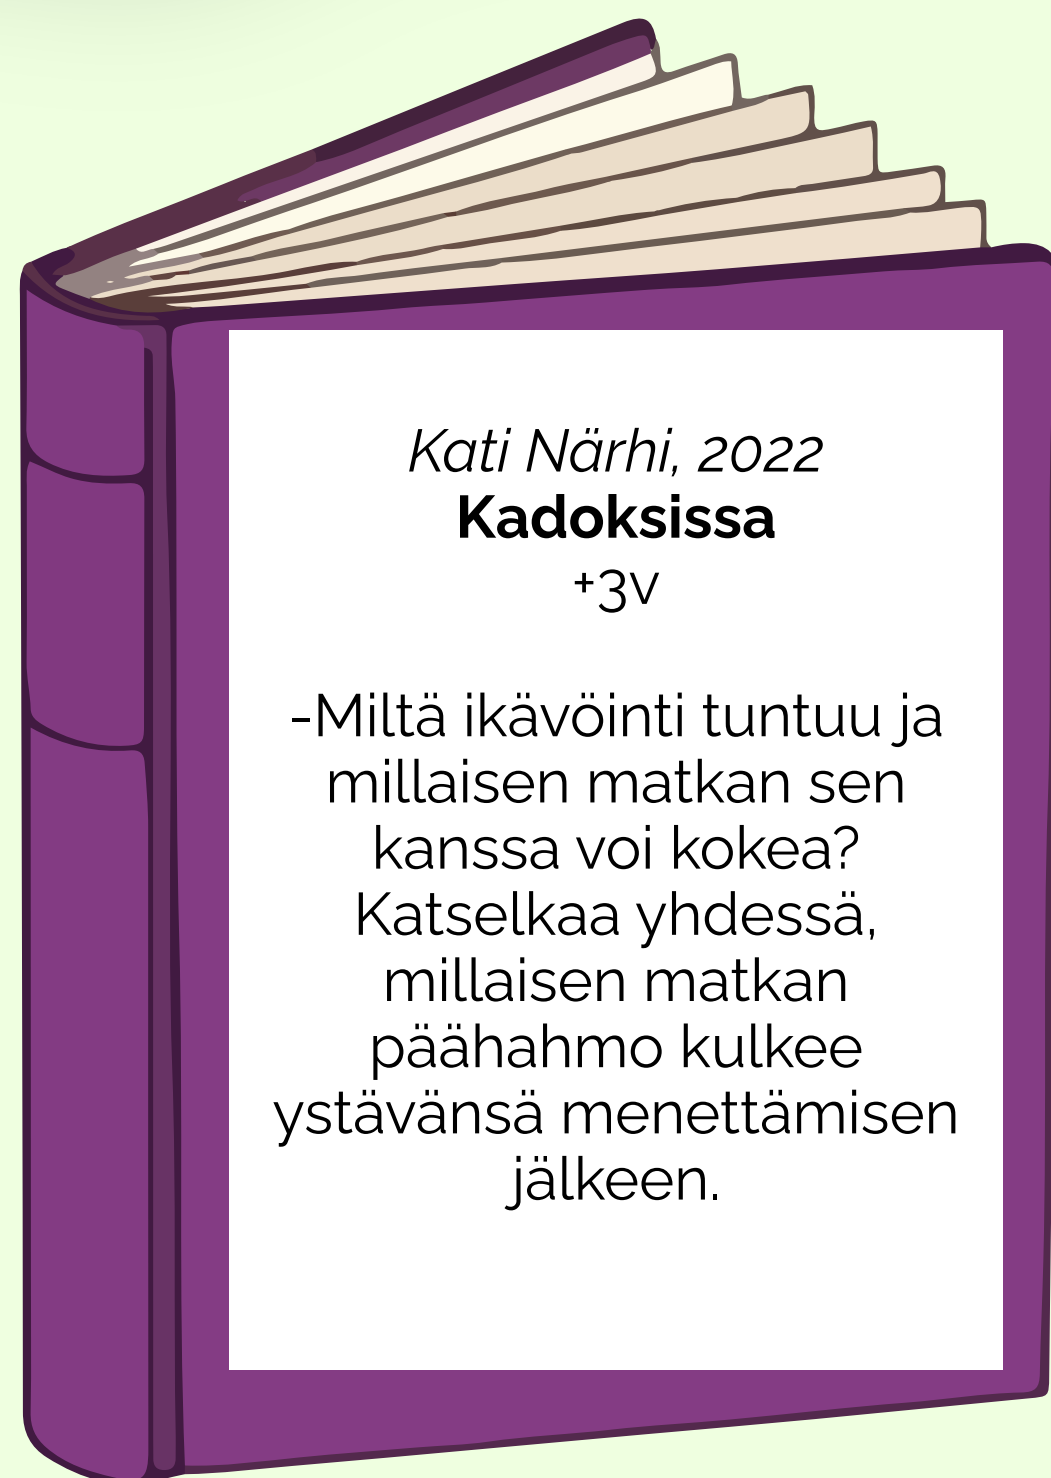 Kati Närhi, 2022
Kadoksissa
+3v
-Miltä ikävöinti tuntuu ja
millaisen matkan sen
kanssa voi kokea?
Katselkaa yhdessä,
millaisen matkan
päähahmo kulkee
ystävänsä menettämisen
jälkeen.